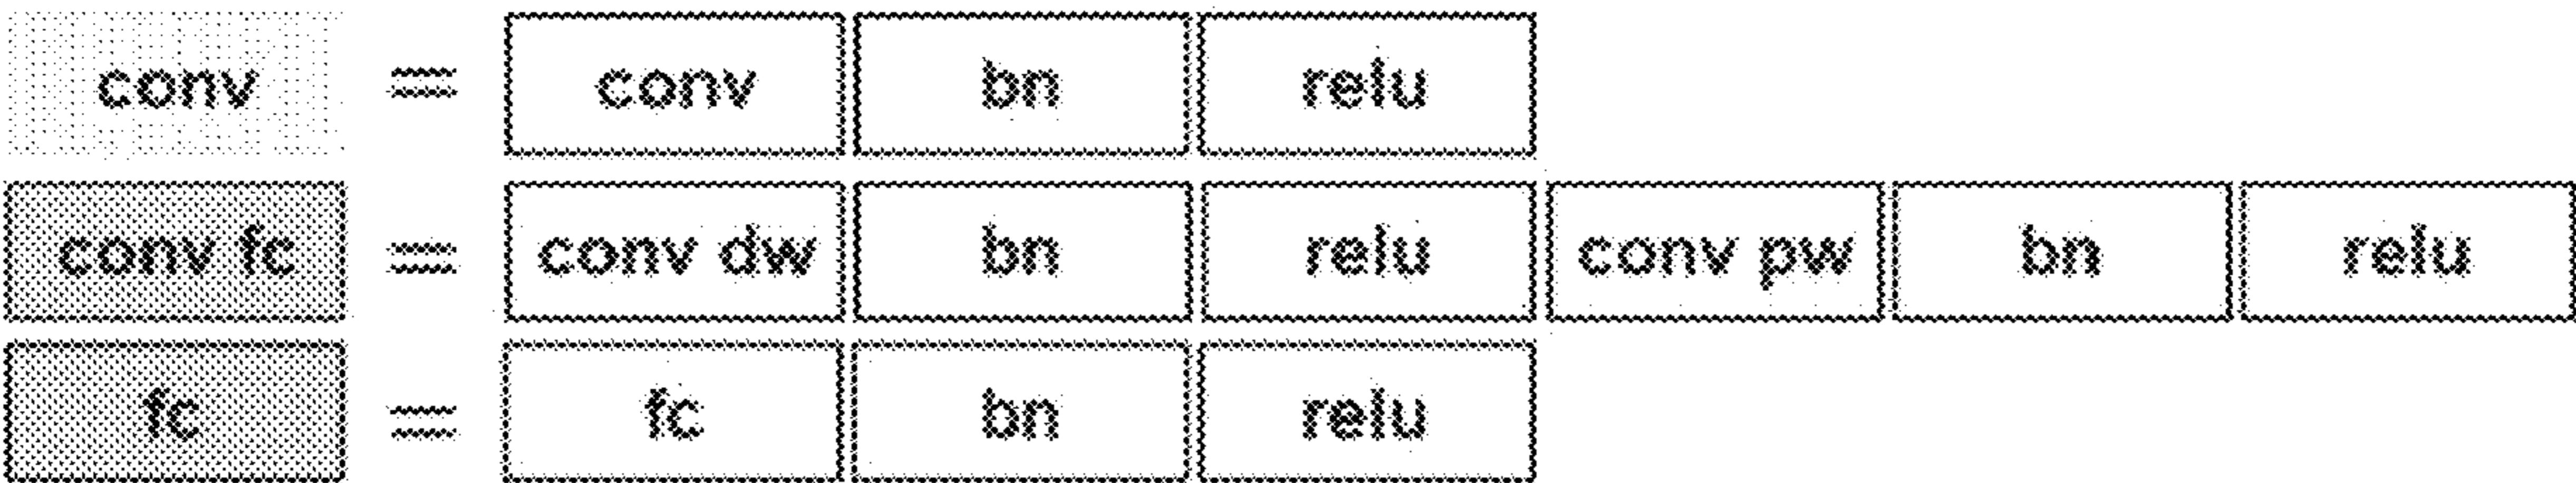 conv = conv bn relu
conv fc = conv dw bn relu conv pw bn relu
fc = fc bn relu